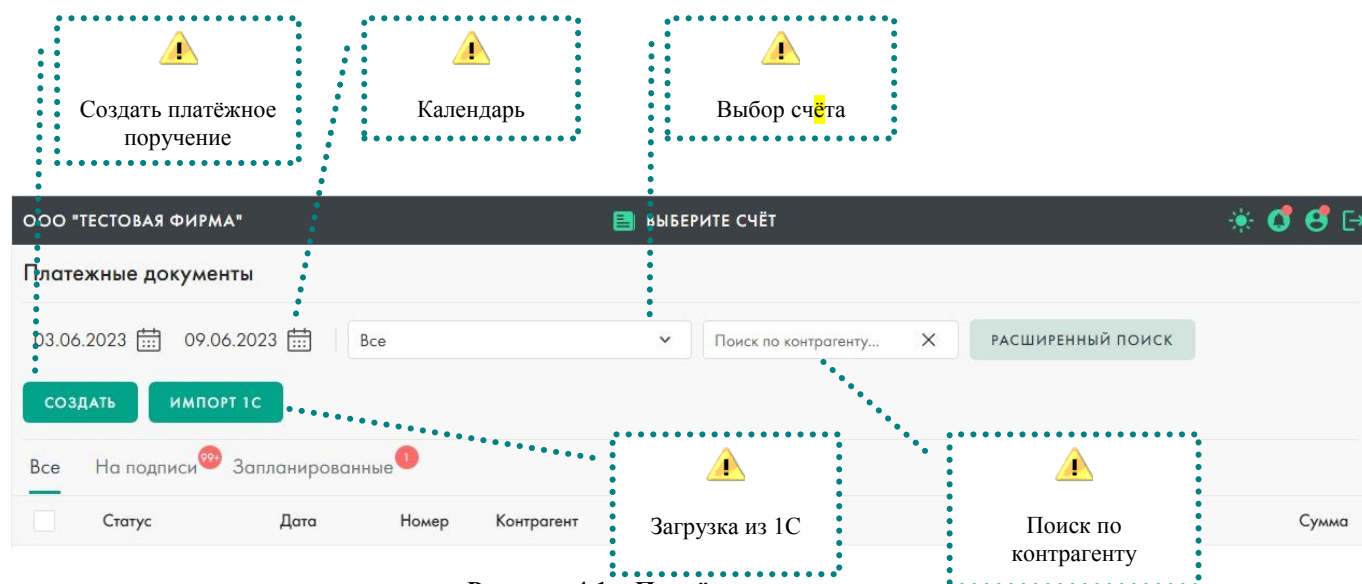 Создать платёжное
поручение
Календарь
Выбор счёта
ООО "ТЕСТОВАЯ ФИРМА"
ВЫБЕРИТЕ СЧЁТ
Платежные документы
03.06.2023
09.06.2023
Все
Поиск по контрагенту...
РАСШИРЕННЫЙ ПОИСК
СОЗДАТЬ
ИМПОРТ 1С
Все
На подписи
99+
Запланированные
1
Статус
Дата
Номер
Контрагент
Сумма
Загрузка из 1С
Поиск по
контрагенту